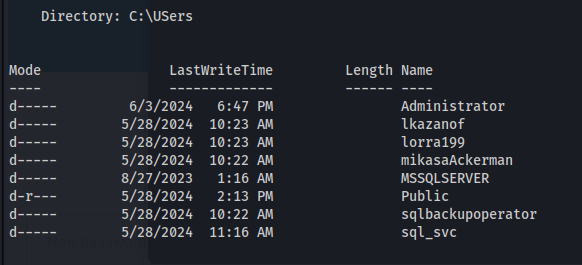 Directory: C:\USers
Mode LastWriteTime Length Name
---- ------------- ------ ----
d----- 6/3/2024 6:47 PM Administrator
d----- 5/28/2024 10:23 AM lkazanof
d----- 5/28/2024 10:23 AM lorra199
d----- 5/28/2024 10:22 AM mikasaAckerman
d----- 8/27/2023 1:16 AM MSSQLSERVER
d-r--- 5/28/2024 2:13 PM Public
d----- 5/28/2024 10:22 AM sqlbackupoperator
d----- 5/28/2024 11:16 AM sql_svc